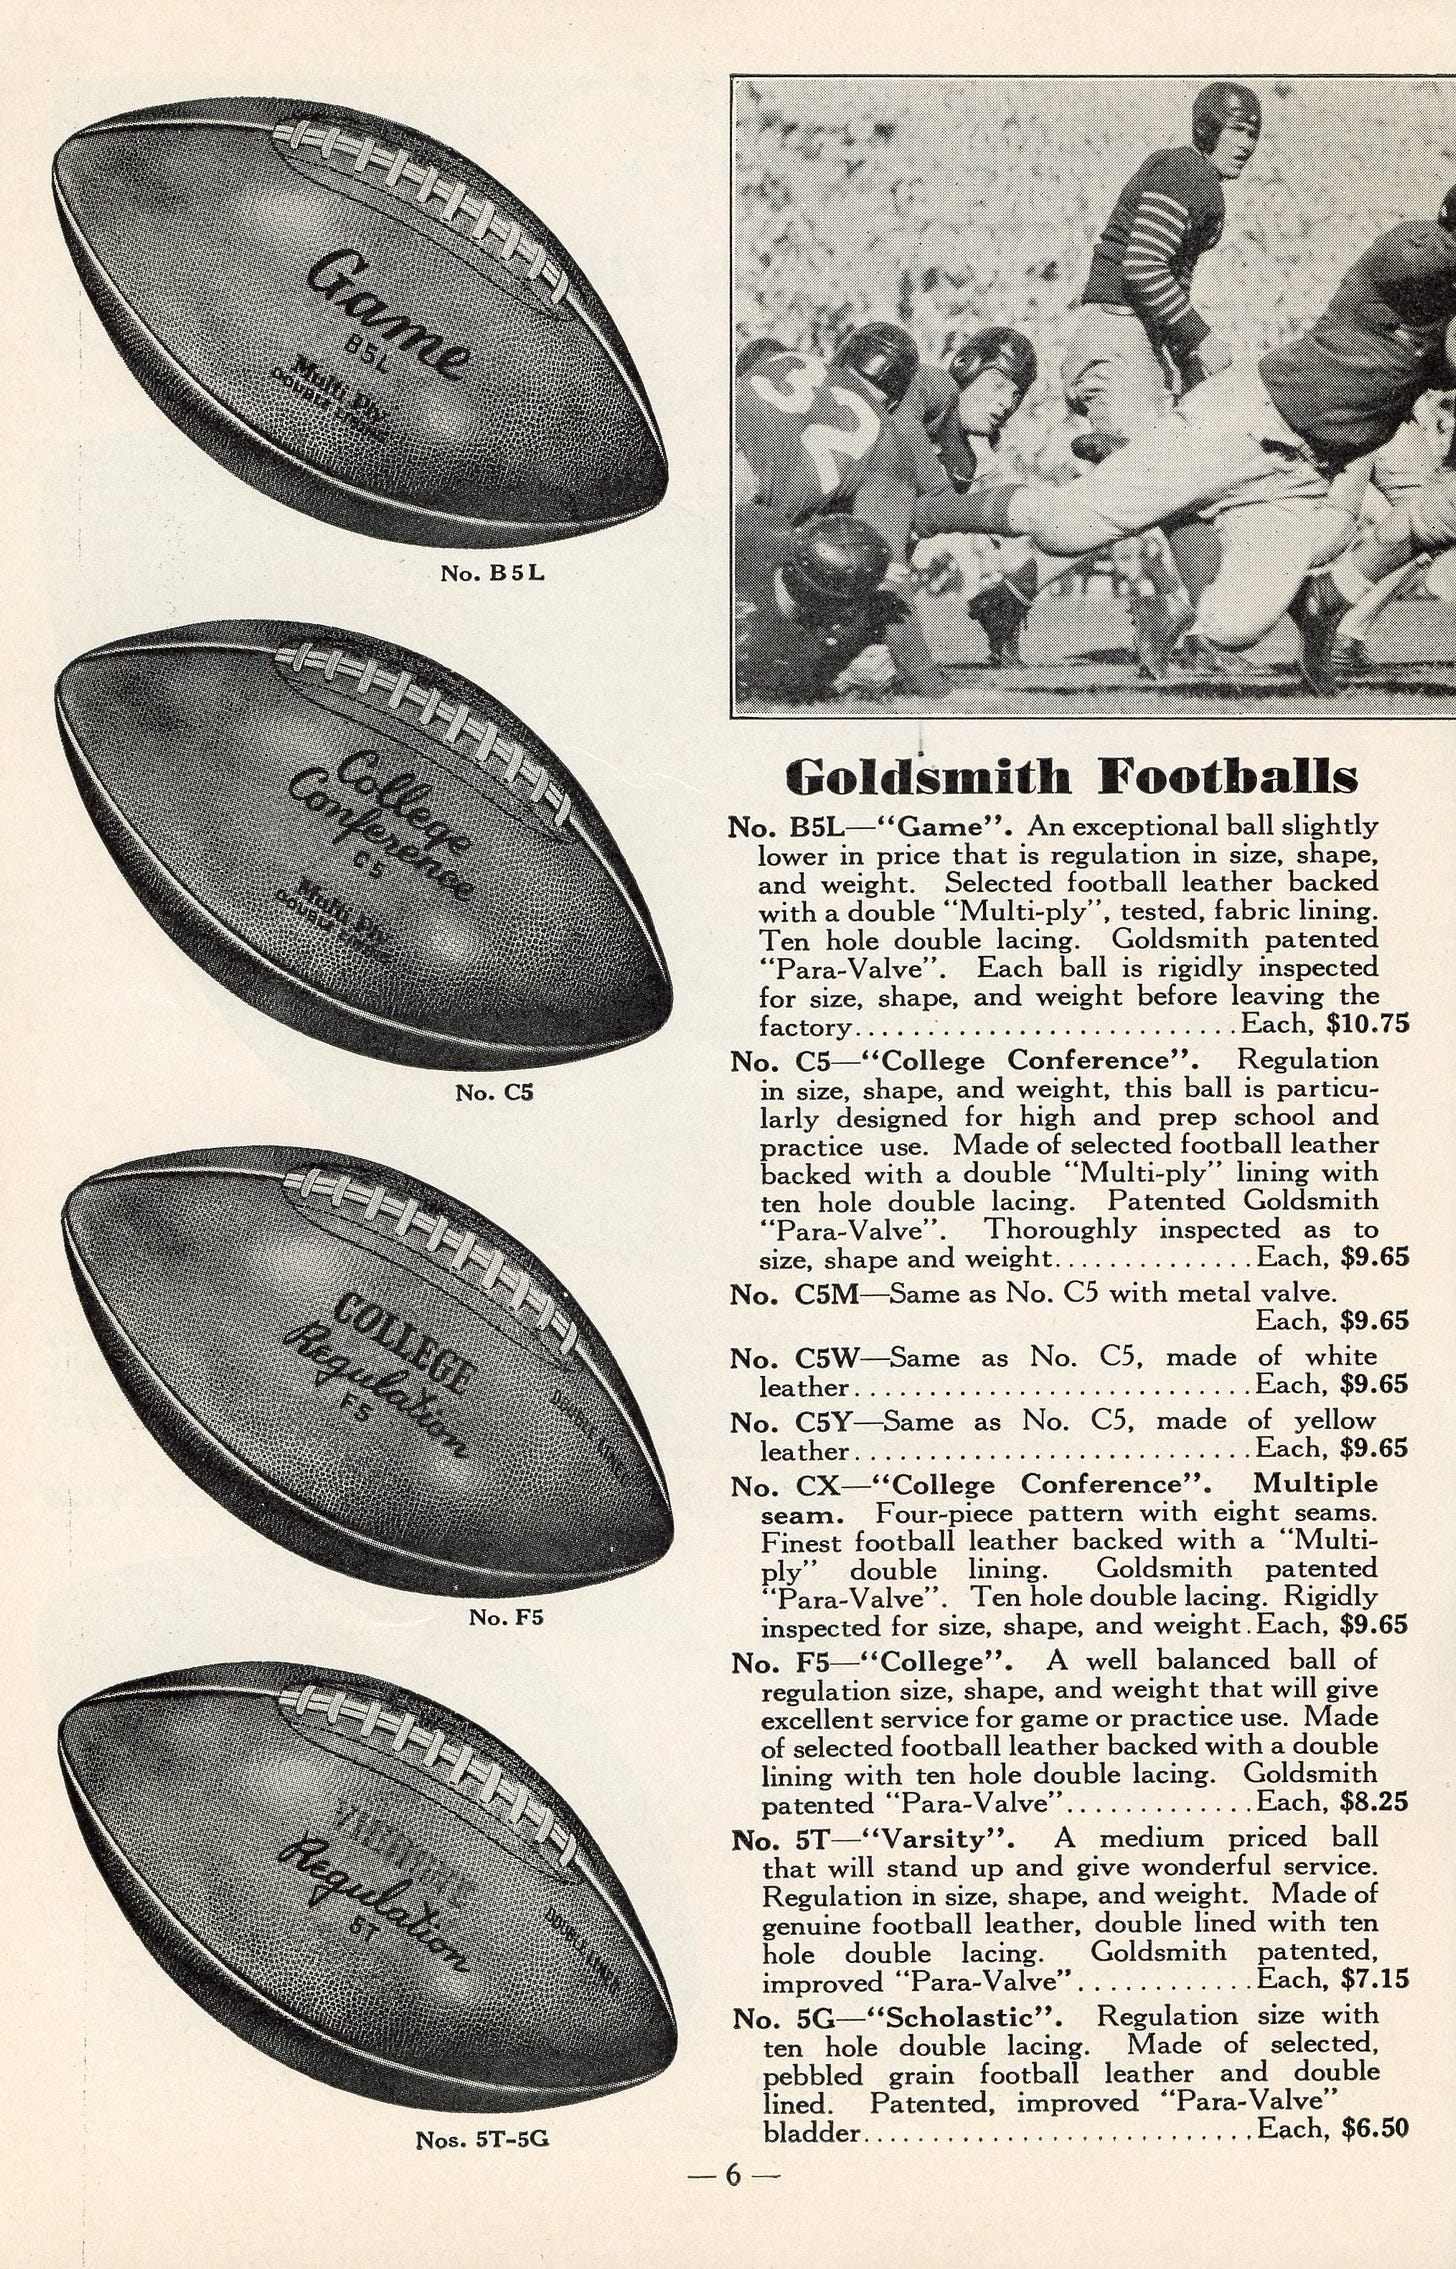 Game
B5L
Multi Ply
DOUBLE LINING
No. B5L
College
Conference
C5
Multi Ply
DOUBLE LINING
No. C5
COLLEGE
Regulation
F5
DOUBLE LINED
No. F5
Regulation
5T
DOUBLE LINED
Nos. 5T-5G
32
Goldsmith Footballs
No. B5L—“Game”. An exceptional ball slightly
lower in price that is regulation in size, shape,
and weight. Selected football leather backed
with a double “Multi-ply”, tested, fabric lining.
Ten hole double lacing. Goldsmith patented
“Para-Valve”. Each ball is rigidly inspected
for size, shape, and weight before leaving the
factory...........................Each, $10.75
No. C5—“College Conference”. Regulation
in size, shape, and weight, this ball is particu-
larly designed for high and prep school and
practice use. Made of selected football leather
backed with a double “Multi-ply” lining with
ten hole double lacing. Patented Goldsmith
“Para-Valve”. Thoroughly inspected as to
size, shape and weight..............Each, $9.65
No. C5M—Same as No. C5 with metal valve.
Each, $9.65
No. C5W—Same as No. C5, made of white
leather............................Each, $9.65
No. C5Y—Same as No. C5, made of yellow
leather............................Each, $9.65
No. CX—“College Conference”. Multiple
seam. Four-piece pattern with eight seams.
Finest football leather backed with a “Multi-
ply” double lining. Goldsmith patented
“Para-Valve”. Ten hole double lacing. Rigidly
inspected for size, shape, and weight.Each, $9.65
No. F5—“College”. A well balanced ball of
regulation size, shape, and weight that will give
excellent service for game or practice use. Made
of selected football leather backed with a double
lining with ten hole double lacing. Goldsmith
patented “Para-Valve”.............Each, $8.25
No. 5T—“Varsity”. A medium priced ball
that will stand up and give wonderful service.
Regulation in size, shape, and weight. Made of
genuine football leather, double lined with ten
hole double lacing. Goldsmith patented,
improved “Para-Valve”............Each, $7.15
No. 5G—“Scholastic”. Regulation size with
ten hole double lacing. Made of selected,
pebbled grain football leather and double
lined. Patented, improved “Para-Valve”
bladder...........................Each, $6.50
— 6 —